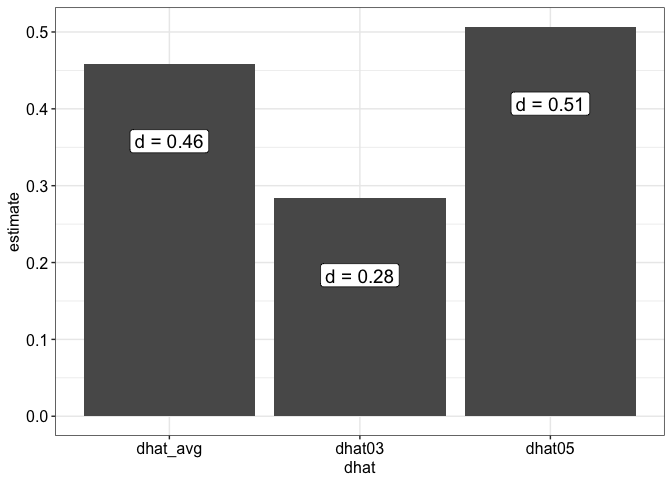 0.5
0.4
0.3
0.2
0.1
0.0
estimate
d = 0.46
d = 0.28
d = 0.51
dhat_avg
dhat03
dhat05
dhat